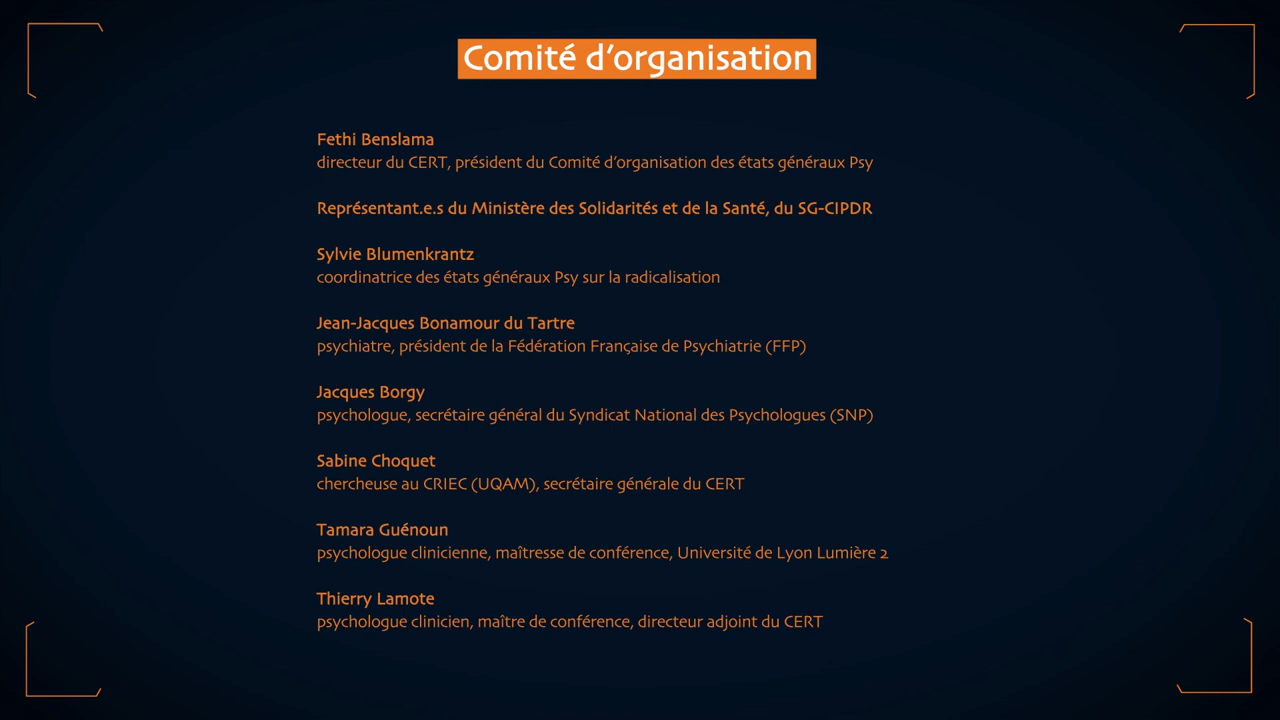 Comité d’organisation
Fethi Benslama
directeur du CERT, président du Comité d’organisation des états généraux Psy
Représentant.e.s du Ministère des Solidarités et de la Santé, du SG-CIPDR
Sylvie Blumenkrantz
coordinatrice des états généraux Psy sur la radicalisation
Jean-Jacques Bonamour du Tartre
psychiatre, président de la Fédération Française de Psychiatrie (FFP)
Jacques Borgy
psychologue, secrétaire général du Syndicat National des Psychologues (SNP)
Sabine Choquet
chercheuse au CRIEC (UQAM), secrétaire générale du CERT
Tamara Guénoun
psychologue clinicienne, maîtresse de conférence, Université de Lyon Lumière 2
Thierry Lamote
psychologue clinicien, maître de conférence, directeur adjoint du CERT